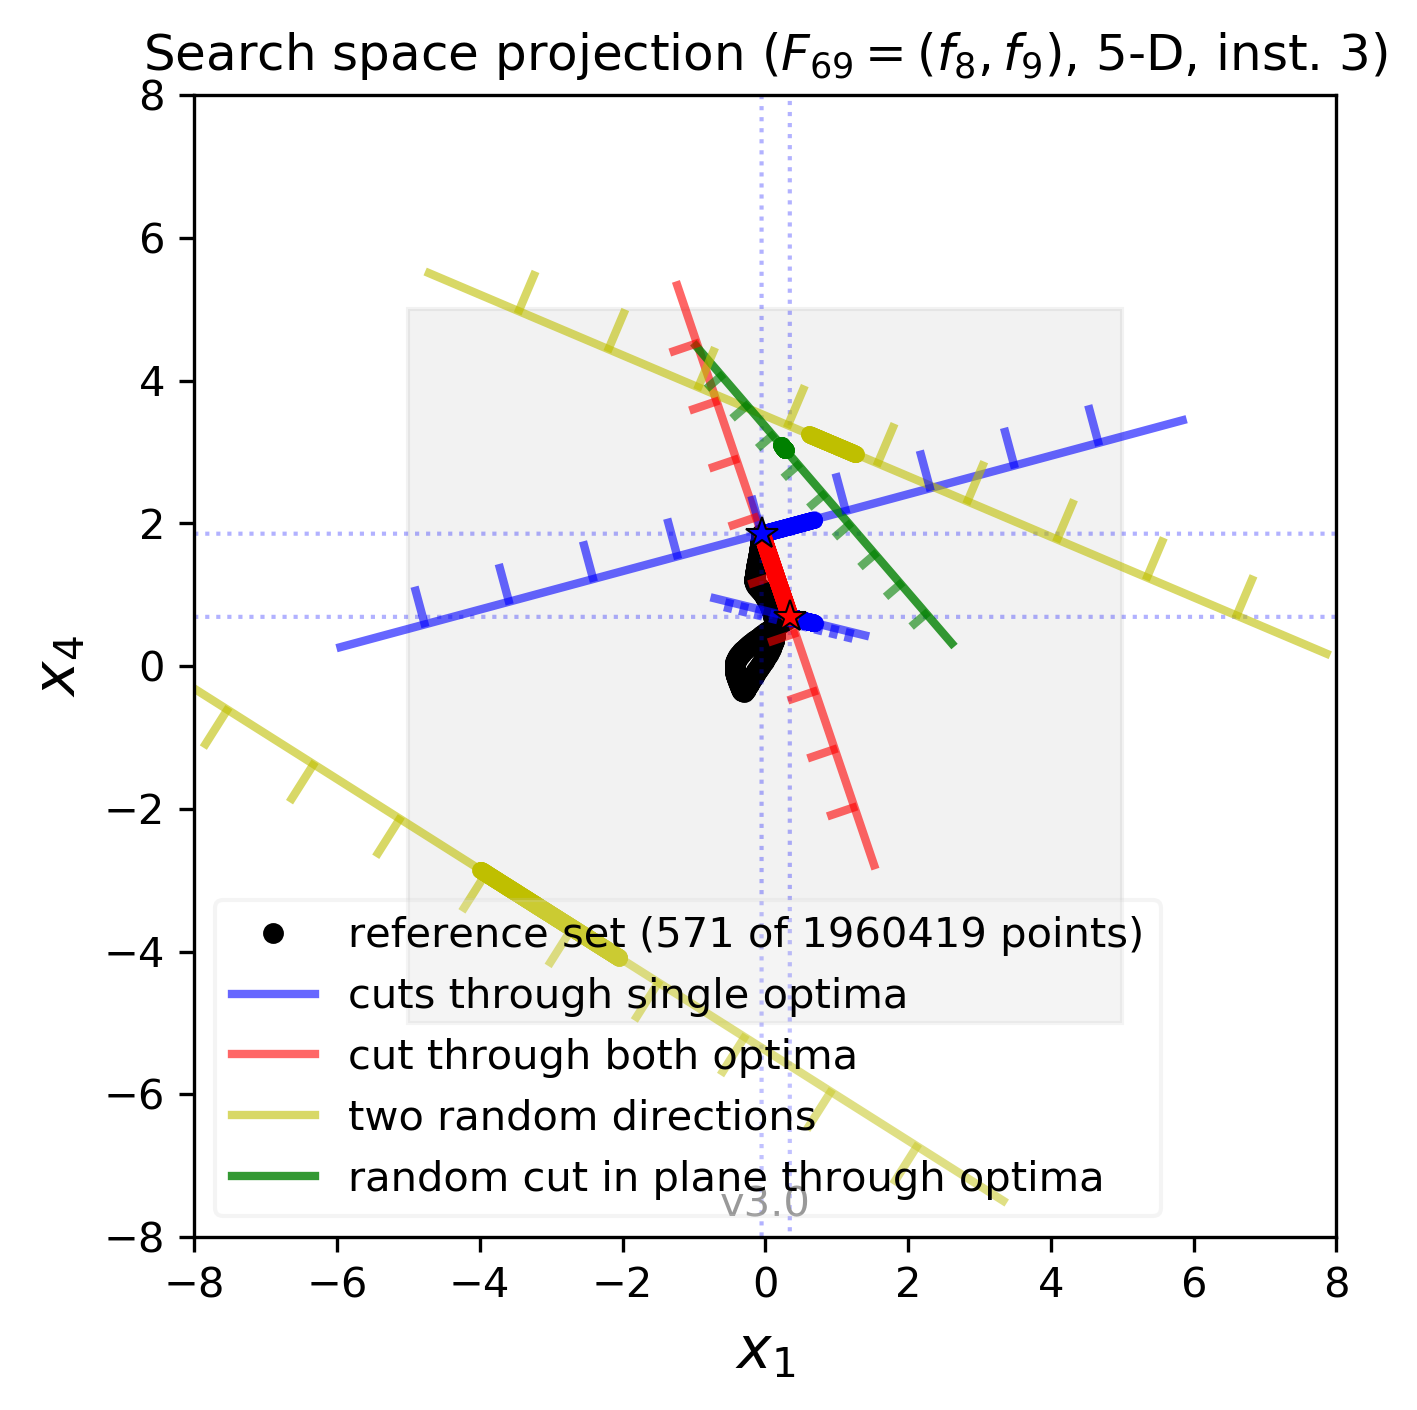 Search space projection (F69 = (f8, f9), 5-D, inst. 3)
8
6
4
2
0
−2
−4
−6
−8
x4
reference set (571 of 1960419 points)
cuts through single optima
cut through both optima
two random directions
random cut in plane through optima
v3.0
−8 −6 −4 −2 0 2 4 6 8
x1